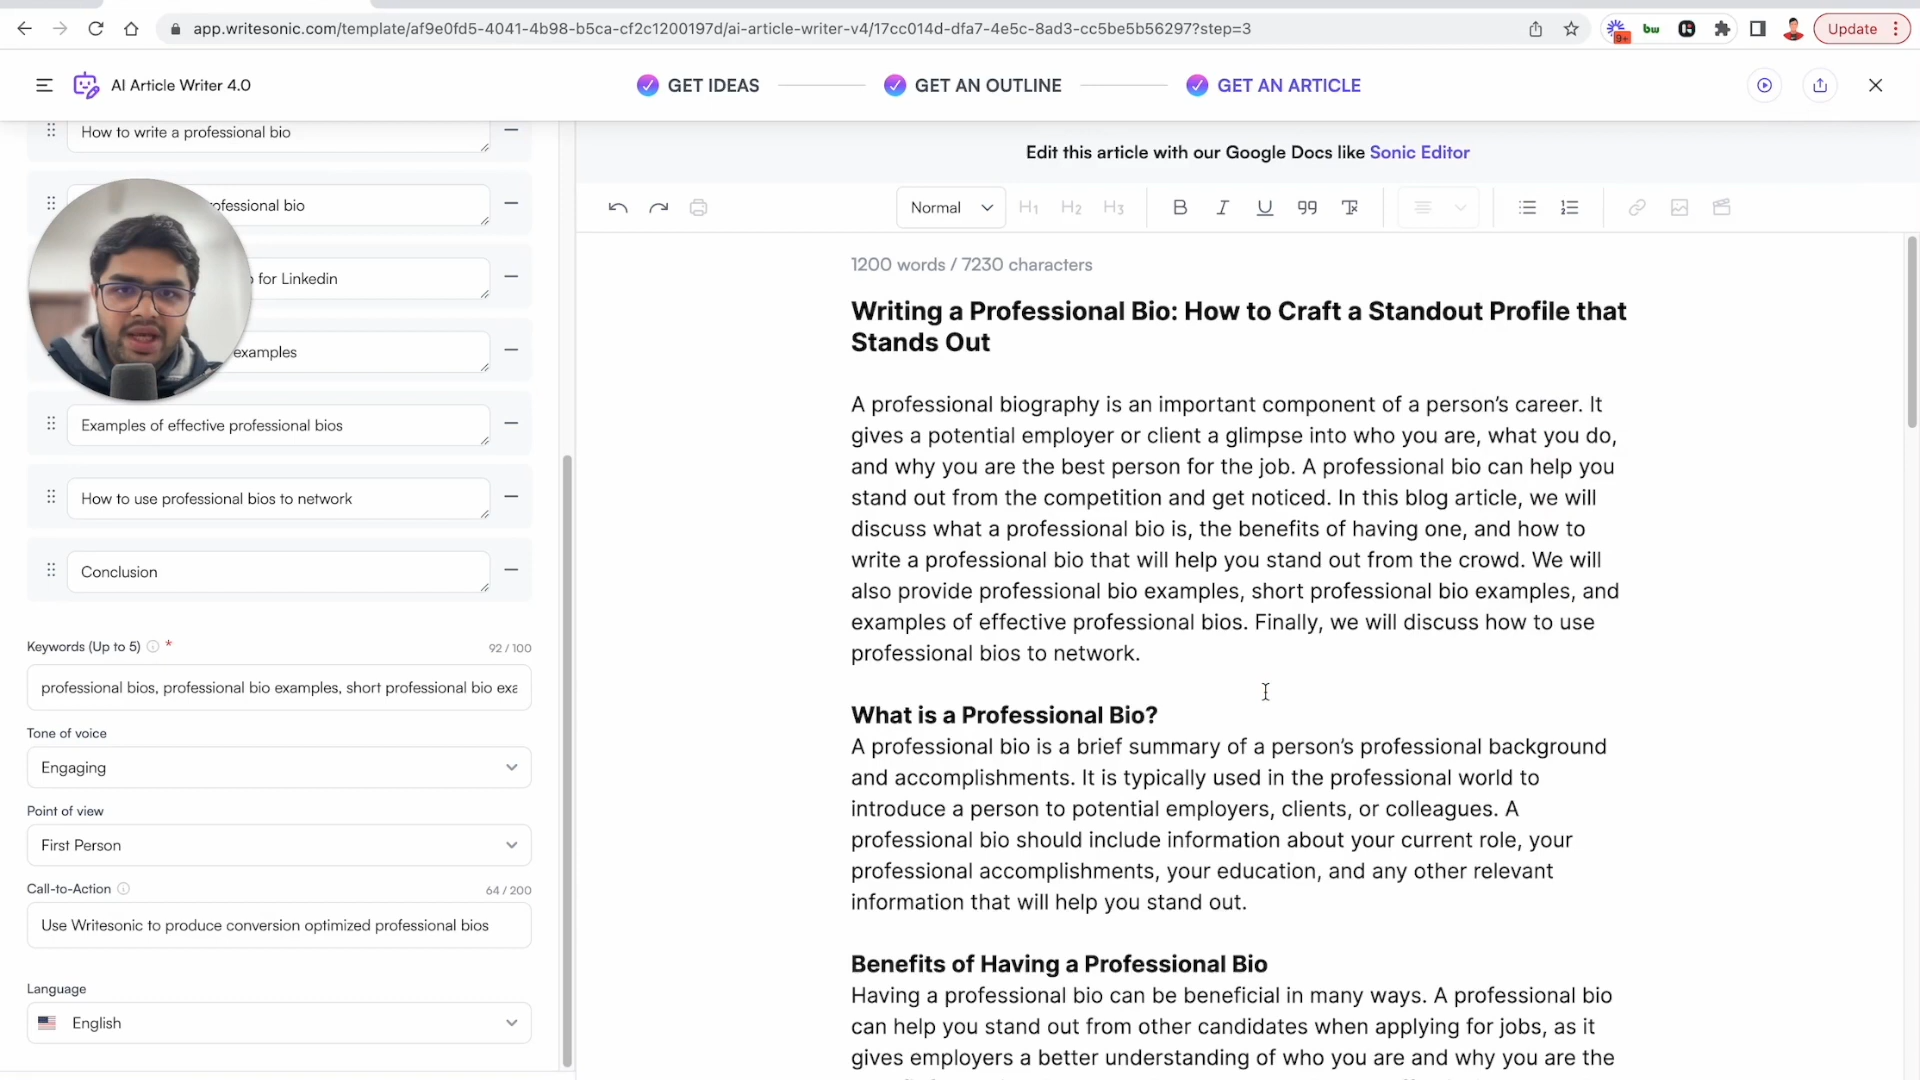 app.writesonic.com/template/af9e0fd5-4041-4b98-b5ca-cf2c1200197d/ai-article-writer-v4/17cc014d-dfa7-4e5c-8ad3-cc5be5b56297?step=3
9+
bw
Update
AI Article Writer 4.0
GET IDEAS
GET AN OUTLINE
GET AN ARTICLE
How to write a professional bio
ofessional bio
for Linkedin
examples
Examples of effective professional bios
How to use professional bios to network
Conclusion
Keywords (Up to 5) *
92 / 100
professional bios, professional bio examples, short professional bio exa
Tone of voice
Engaging
Point of view
First Person
Call-to-Action
64 / 200
Use Writesonic to produce conversion optimized professional bios
Language
English
Edit this article with our Google Docs like Sonic Editor
Normal
H1 H2 H3
B I U
1200 words / 7230 characters
Writing a Professional Bio: How to Craft a Standout Profile that
Stands Out
A professional biography is an important component of a person's career. It
gives a potential employer or client a glimpse into who you are, what you do,
and why you are the best person for the job. A professional bio can help you
stand out from the competition and get noticed. In this blog article, we will
discuss what a professional bio is, the benefits of having one, and how to
write a professional bio that will help you stand out from the crowd. We will
also provide professional bio examples, short professional bio examples, and
examples of effective professional bios. Finally, we will discuss how to use
professional bios to network.
What is a Professional Bio?
A professional bio is a brief summary of a person's professional background
and accomplishments. It is typically used in the professional world to
introduce a person to potential employers, clients, or colleagues. A
professional bio should include information about your current role, your
professional accomplishments, your education, and any other relevant
information that will help you stand out.
Benefits of Having a Professional Bio
Having a professional bio can be beneficial in many ways. A professional bio
can help you stand out from other candidates when applying for jobs, as it
gives employers a better understanding of who you are and why you are the